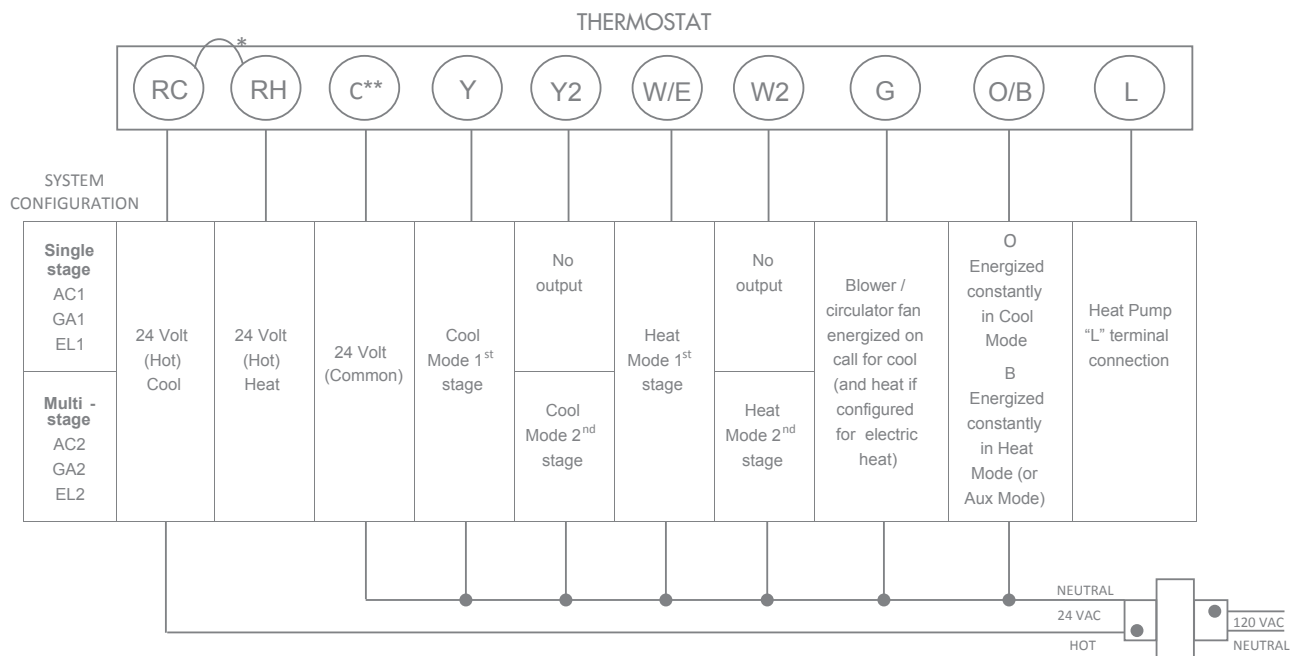 THERMOSTAT
*
RC
RH
C**
Y
Y2
W/E
W2
G
O/B
L
SYSTEM
CONFIGURATION
Single
stage
AC1
GA1
EL1
Multi -
stage
AC2
GA2
EL2
24 Volt
(Hot)
Cool
24 Volt
(Hot)
Heat
24 Volt
(Common)
Cool
Mode 1st
stage
No
output
Cool
Mode 2nd
stage
Heat
Mode 1st
stage
No
output
Heat
Mode 2nd
stage
Blower /
circulator fan
energized on
call for cool
(and heat if
configured
for electric
heat)
O
Energized
constantly
in Cool
Mode
B
Energized
constantly
in Heat
Mode (or
Aux Mode)
Heat Pump
“L” terminal
connection
NEUTRAL
24 VAC
HOT
120 VAC
NEUTRAL